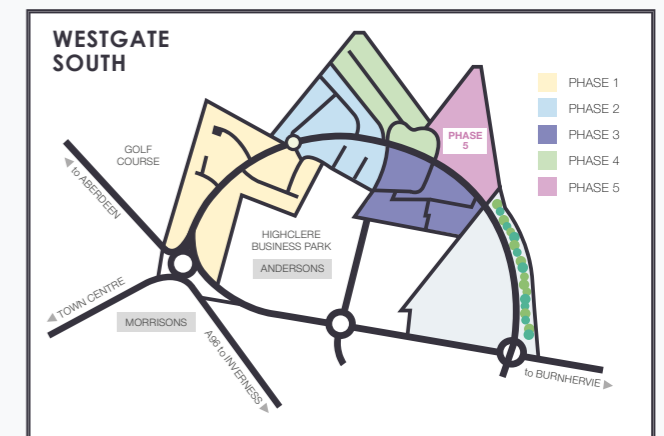 WESTGATE
SOUTH
PHASE 1
PHASE 2
PHASE 3
PHASE 4
PHASE 5
PHASE
5
GOLF
COURSE
to ABERDEEN
HIGHCLERE
BUSINESS PARK
ANDERSONS
TOWN CENTRE
MORRISONS
A96 to INVERNESS
to BURNHERVIE